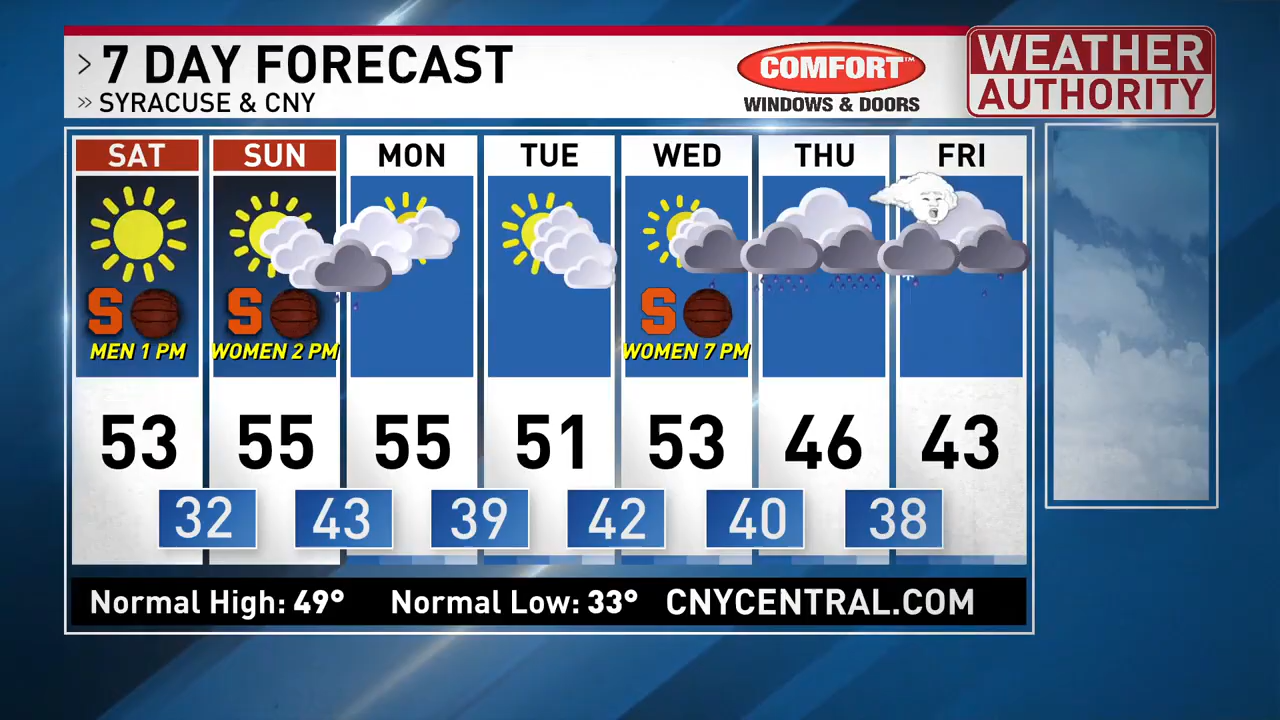 > 7 DAY FORECAST
» SYRACUSE & CNY
COMFORT™
WINDOWS & DOORS
WEATHER
AUTHORITY
SAT SUN MON TUE WED THU FRI
S S S
MEN 1 PM WOMEN 2 PM WOMEN 7 PM
53 55 55 51 53 46 43
32 43 39 42 40 38
Normal High: 49° Normal Low: 33° CNYCENTRAL.COM